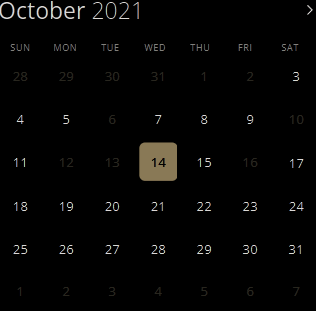 October 2021 >
SUN MON TUE WED THU FRI SAT
28 29 30 31 1 2 3
4 5 6 7 8 9 10
11 12 13 14 15 16 17
18 19 20 21 22 23 24
25 26 27 28 29 30 31
1 2 3 4 5 6 7